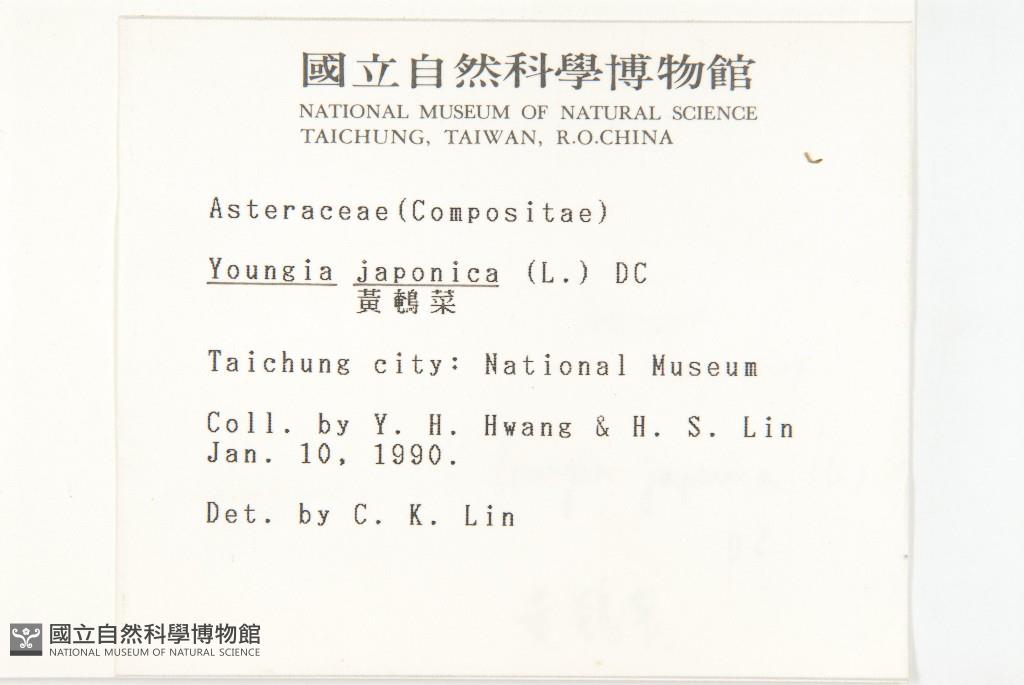 國立自然科學博物館
NATIONAL MUSEUM OF NATURAL SCIENCE
TAICHUNG, TAIWAN, R.O.CHINA
Asteraceae(Compositae)
Youngia japonica (L.) DC
黃鵪菜
Taichung city: National Museum
Coll. by Y. H. Hwang & H. S. Lin
Jan. 10, 1990.
Det. by C. K. Lin
國立自然科學博物館
NATIONAL MUSEUM OF NATURAL SCIENCE